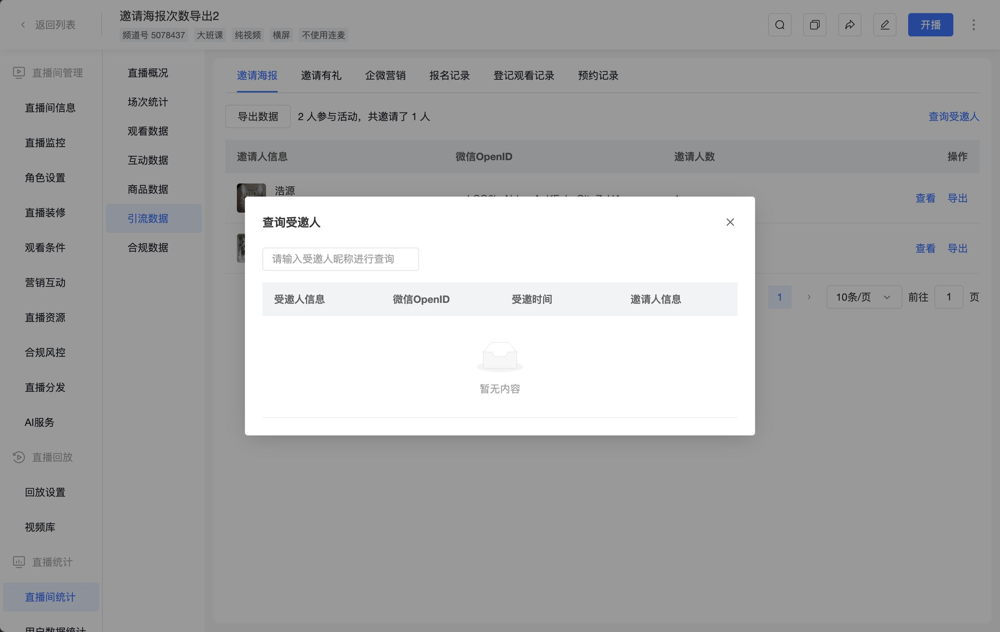 返回列表
邀请海报次数导出2
频道号 5078437 大班课 纯视频 横屏 不使用连麦
开播
直播间管理
直播间信息
直播监控
角色设置
直播装修
观看条件
营销互动
直播资源
合规风控
直播分发
AI服务
直播回放
回放设置
视频库
直播统计
直播间统计
用户数据统计
直播概况
场次统计
观看数据
互动数据
商品数据
引流数据
合规数据
邀请海报 邀请有礼 企微营销 报名记录 登记观看记录 预约记录
导出数据 2 人参与活动，共邀请了 1 人 查询受邀人
邀请人信息 微信OpenID 邀请人数 操作
浩源
查看 导出
查看 导出
1 10条/页 前往 1 页
查询受邀人
请输入受邀人昵称进行查询
受邀人信息 微信OpenID 受邀时间 邀请人信息
暂无内容